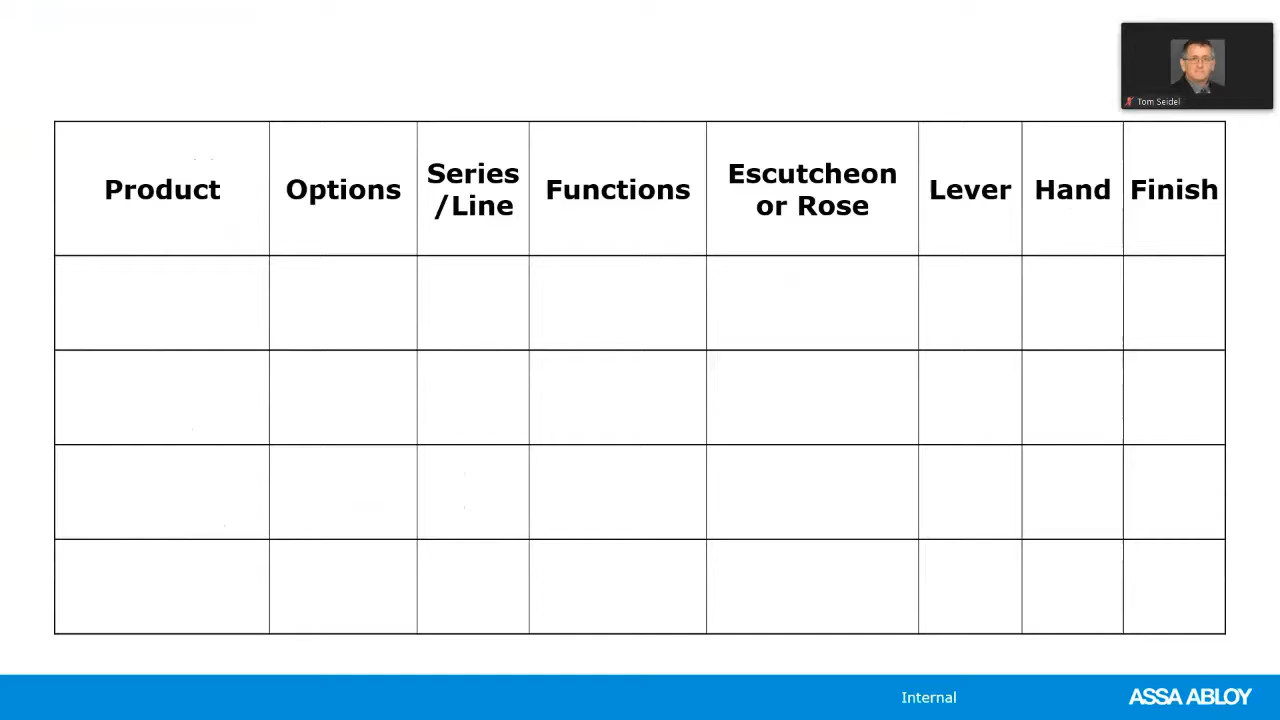 Tom Seidel
Product
Options
Series
/Line
Functions
Escutcheon
or Rose
Lever
Hand
Finish
Internal
ASSA ABLOY